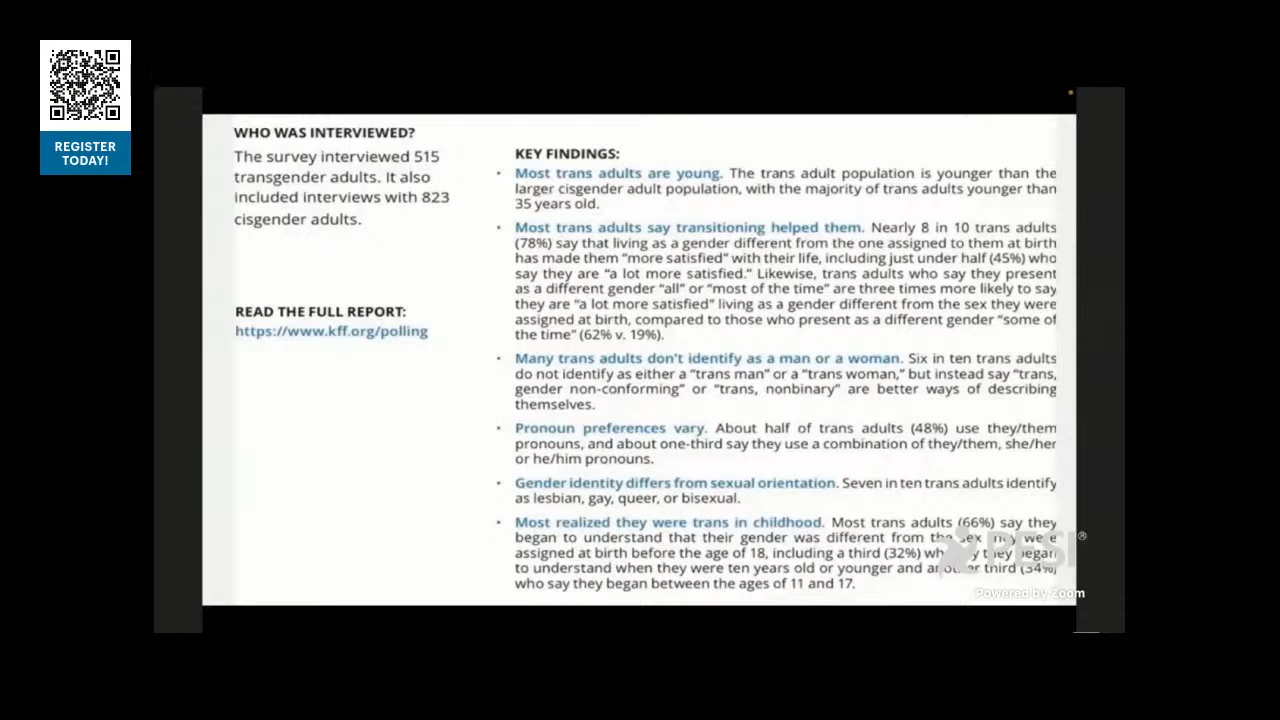 REGISTER
TODAY!
WHO WAS INTERVIEWED?
The survey interviewed 515
transgender adults. It also
included interviews with 823
cisgender adults.
READ THE FULL REPORT:
https://www.kff.org/polling
KEY FINDINGS:
• Most trans adults are young. The trans adult population is younger than the
larger cisgender adult population, with the majority of trans adults younger than
35 years old.
• Most trans adults say transitioning helped them. Nearly 8 in 10 trans adults
(78%) say that living as a gender different from the one assigned to them at birth
has made them “more satisfied” with their life, including just under half (45%) who
say they are “a lot more satisfied.” Likewise, trans adults who say they present
as a different gender “all” or “most of the time” are three times more likely to say
they are “a lot more satisfied” living as a gender different from the sex they were
assigned at birth, compared to those who present as a different gender “some of
the time” (62% v. 19%).
• Many trans adults don’t identify as a man or a woman. Six in ten trans adults
do not identify as either a “trans man” or a “trans woman,” but instead say “trans,
gender non-conforming” or “trans, nonbinary” are better ways of describing
themselves.
• Pronoun preferences vary. About half of trans adults (48%) use they/them
pronouns, and about one-third say they use a combination of they/them, she/her
or he/him pronouns.
• Gender identity differs from sexual orientation. Seven in ten trans adults identify
as lesbian, gay, queer, or bisexual.
• Most realized they were trans in childhood. Most trans adults (66%) say they
began to understand that their gender was different from the sex they were
assigned at birth before the age of 18, including a third (32%) who say they began
to understand when they were ten years old or younger and another third (34%)
who say they began between the ages of 11 and 17.
PESI®
Powered by Zoom